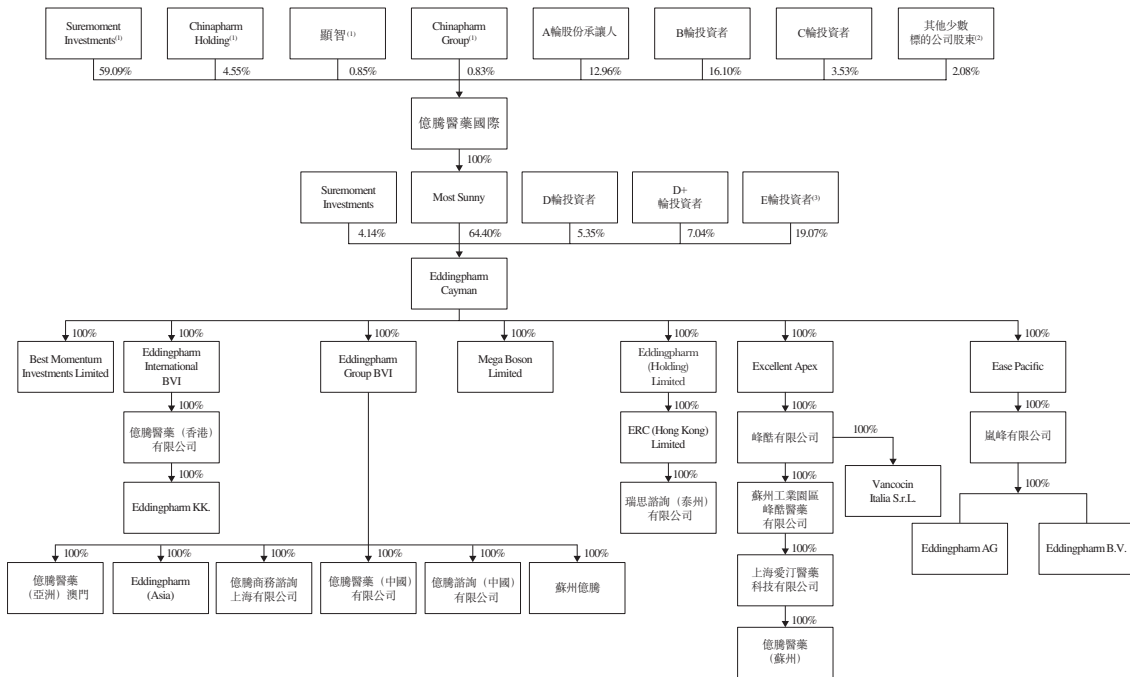 Suremoment
Investments(1)
Chinapharm
Holding(1)
顯智(1)
Chinapharm
Group(1)
A輪股份承讓人
B輪投資者
C輪投資者
其他少數
標的公司股東(2)
59.09%
4.55%
0.85%
0.83%
12.96%
16.10%
3.53%
2.08%
億騰醫藥國際
100%
Suremoment
Investments
Most Sunny
D輪投資者
D+
輪投資者
E輪投資者(3)
4.14%
64.40%
5.35%
7.04%
19.07%
Eddingpharm
Cayman
100%
100%
100%
100%
100%
100%
100%
Best Momentum
Investments Limited
Eddingpharm
International
BVI
Eddingpharm
Group BVI
Mega Boson
Limited
Eddingpharm
(Holding)
Limited
Excellent Apex
Ease Pacific
100%
100%
100%
100%
億騰醫藥（香港）
有限公司
ERC (Hong Kong)
Limited
峰酷有限公司
100%
嵐峰有限公司
100%
100%
100%
100%
Eddingpharm KK.
瑞思諮詢（泰州）
有限公司
蘇州工業園區
峰酷醫藥
有限公司
Vancocin
Italia S.r.L.
Eddingpharm AG
Eddingpharm B.V.
100%
100%
100%
100%
100%
100%
100%
億騰醫藥
（亞洲）澳門
Eddingpharm
(Asia)
億騰商務諮詢
上海有限公司
億騰醫藥（中國）
有限公司
億騰諮詢（中國）
有限公司
蘇州億騰
上海愛汀醫藥
科技有限公司
100%
億騰醫藥
（蘇州）